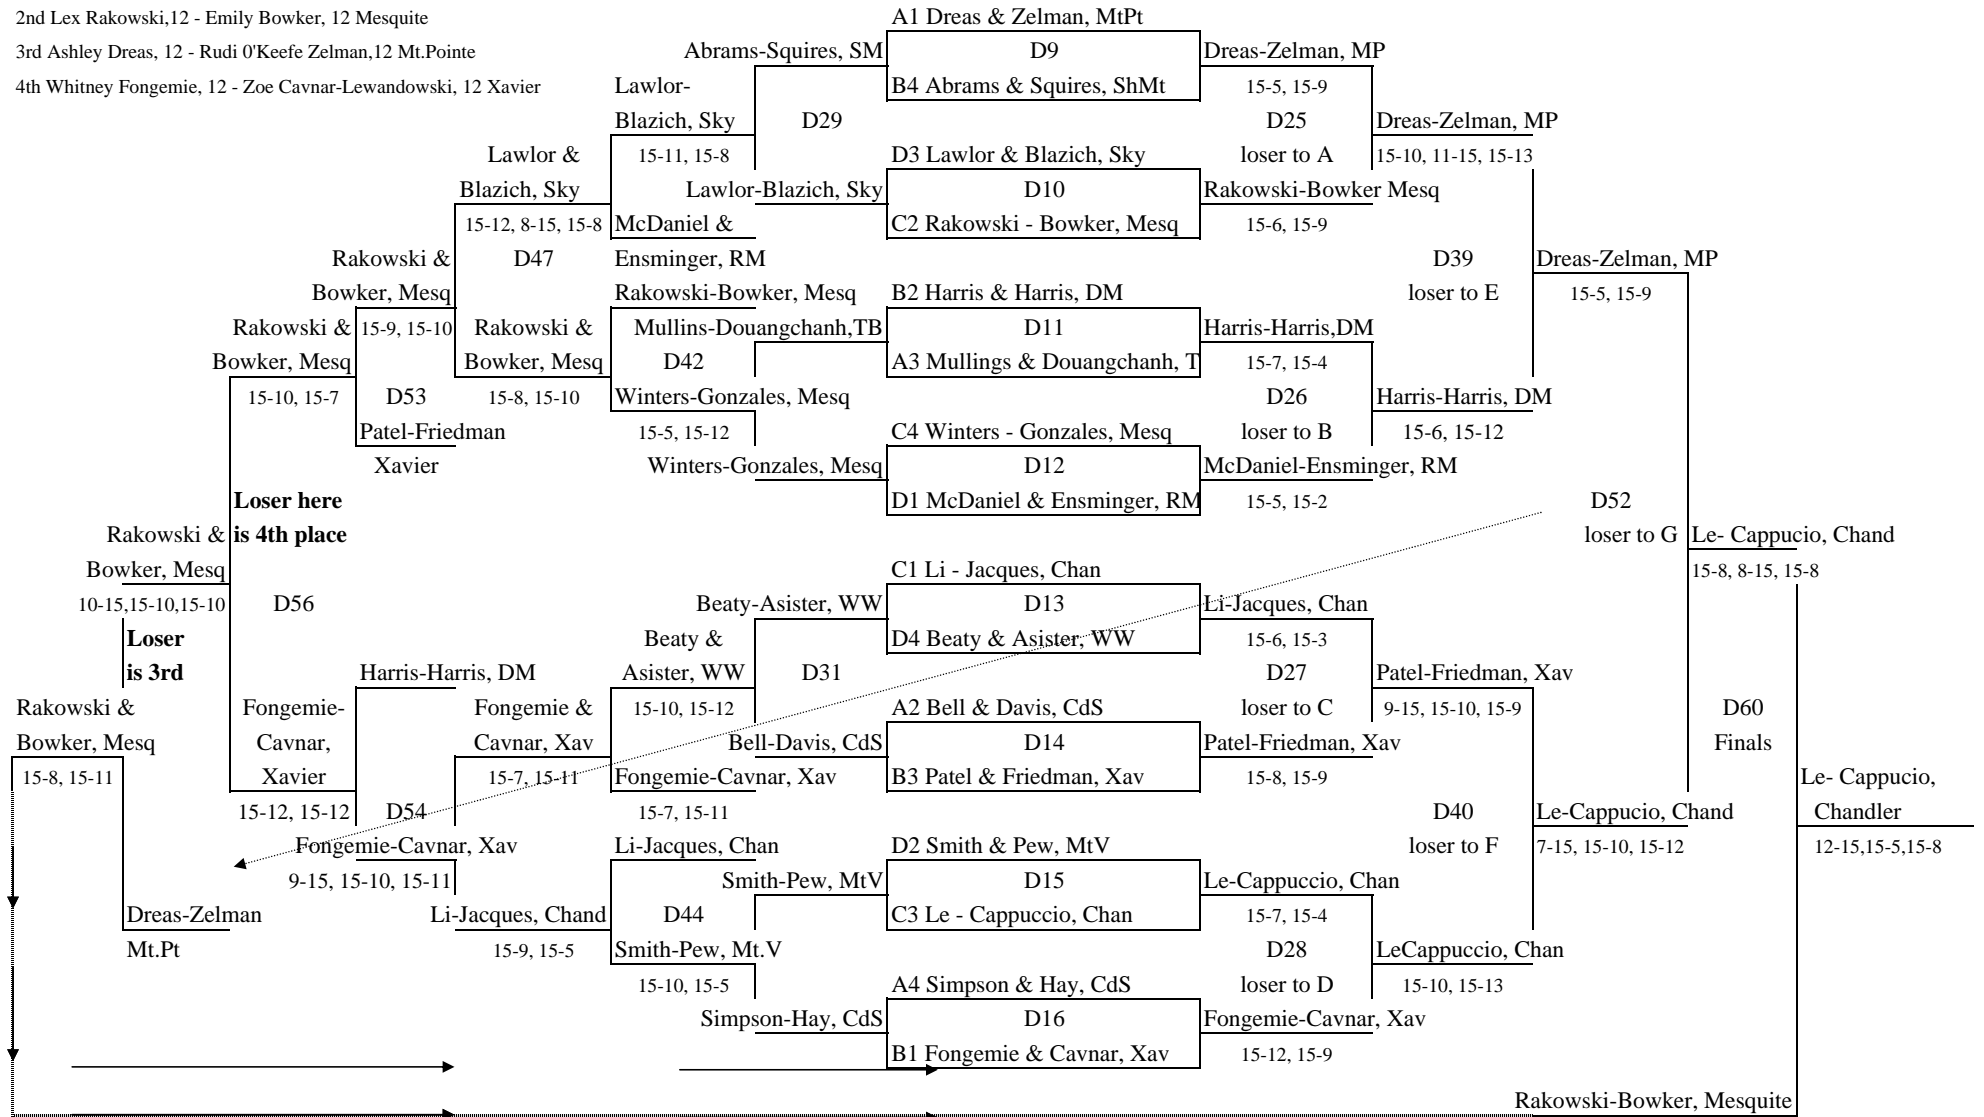 2nd Lex Rakowski,12 - Emily Bowker, 12 Mesquite
A1 Dreas & Zelman, MtPt
3rd Ashley Dreas, 12 - Rudi 0'Keefe Zelman,12 Mt.Pointe
Abrams-Squires, SM
D9
Dreas-Zelman, MP
4th Whitney Fongemie, 12 - Zoe Cavnar-Lewandowski, 12 Xavier
Lawlor-
B4 Abrams & Squires, ShMt
15-5, 15-9
Blazich, Sky
D29
D25
Dreas-Zelman, MP
Lawlor &
15-11, 15-8
D3 Lawlor & Blazich, Sky
loser to A
15-10, 11-15, 15-13
Blazich, Sky
Lawlor-Blazich, Sky
D10
Rakowski-Bowker Mesq
15-12, 8-15, 15-8
McDaniel &
C2 Rakowski - Bowker, Mesq
15-6, 15-9
Rakowski &
D47
Ensminger, RM
D39
Dreas-Zelman, MP
Bowker, Mesq
Rakowski-Bowker, Mesq
B2 Harris & Harris, DM
loser to E
15-5, 15-9
Rakowski &
15-9, 15-10
Rakowski &
Mullins-Douangchanh,TB
D11
Harris-Harris,DM
Bowker, Mesq
Bowker, Mesq
D42
A3 Mullings & Douangchanh, T
15-7, 15-4
15-10, 15-7
D53
15-8, 15-10
Winters-Gonzales, Mesq
D26
Harris-Harris, DM
Patel-Friedman
15-5, 15-12
C4 Winters - Gonzales, Mesq
loser to B
15-6, 15-12
Xavier
Winters-Gonzales, Mesq
D12
McDaniel-Ensminger, RM
Loser here
D1 McDaniel & Ensminger, RM
15-5, 15-2
D52
Rakowski &
is 4th place
loser to G
Le- Cappucio, Chand
Bowker, Mesq
C1 Li - Jacques, Chan
15-8, 8-15, 15-8
10-15,15-10,15-10
D56
Beaty-Asister, WW
D13
Li-Jacques, Chan
Loser
Beaty &
D4 Beaty & Asister, WW
15-6, 15-3
is 3rd
Harris-Harris, DM
Asister, WW
D31
D27
Patel-Friedman, Xav
Rakowski &
Fongemie-
Fongemie &
15-10, 15-12
A2 Bell & Davis, CdS
loser to C
9-15, 15-10, 15-9
D60
Bowker, Mesq
Cavnar,
Cavnar, Xav
Bell-Davis, CdS
D14
Patel-Friedman, Xav
Finals
15-8, 15-11
Xavier
15-7, 15-11
Fongemie-Cavnar, Xav
B3 Patel & Friedman, Xav
15-8, 15-9
Le- Cappucio,
15-12, 15-12
D54
15-7, 15-11
D40
Le-Cappucio, Chand
Chandler
Fongemie-Cavnar, Xav
Li-Jacques, Chan
D2 Smith & Pew, MtV
loser to F
7-15, 15-10, 15-12
12-15,15-5,15-8
9-15, 15-10, 15-11
Smith-Pew, MtV
D15
Le-Cappuccio, Chan
Dreas-Zelman
Li-Jacques, Chand
D44
C3 Le - Cappuccio, Chan
15-7, 15-4
Mt.Pt
15-9, 15-5
Smith-Pew, Mt.V
D28
LeCappuccio, Chan
15-10, 15-5
A4 Simpson & Hay, CdS
loser to D
15-10, 15-13
Simpson-Hay, CdS
D16
Fongemie-Cavnar, Xav
B1 Fongemie & Cavnar, Xav
15-12, 15-9
Rakowski-Bowker, Mesquite